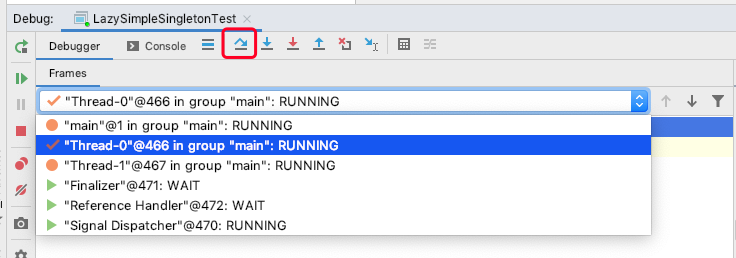 Debug: LazySimpleSingletonTest
Debugger Console
Frames
"Thread-0"@466 in group "main": RUNNING
"main"@1 in group "main": RUNNING
"Thread-0"@466 in group "main": RUNNING
"Thread-1"@467 in group "main": RUNNING
"Finalizer"@471: WAIT
"Reference Handler"@472: WAIT
"Signal Dispatcher"@470: RUNNING